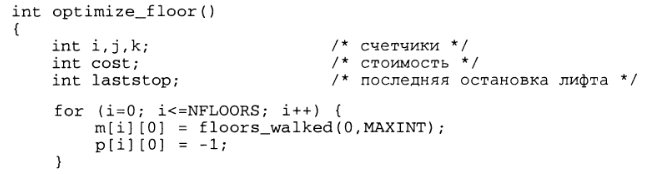 int optimize_floor()
{
int i,j,k; /* счетчики */
int cost; /* стоимость */
int laststop; /* последняя остановка лифта */
for (i=0; i<=NFLOORS; i++) {
m[i][0] = floors_walked(0,MAXINT);
p[i][0] = -1;
}